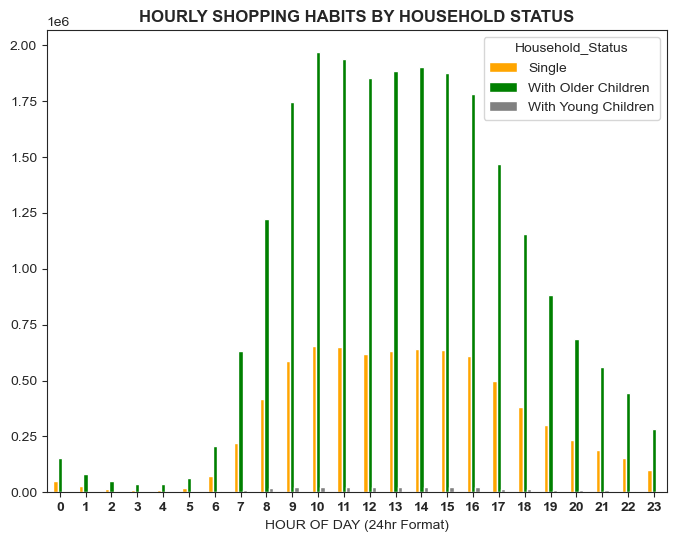 HOURLY SHOPPING HABITS BY HOUSEHOLD STATUS
1e6
2.00
1.75
1.50
1.25
1.00
0.75
0.50
0.25
0.00
Household_Status
Single
With Older Children
With Young Children
0 1 2 3 4 5 6 7 8 9 10 11 12 13 14 15 16 17 18 19 20 21 22 23
HOUR OF DAY (24hr Format)